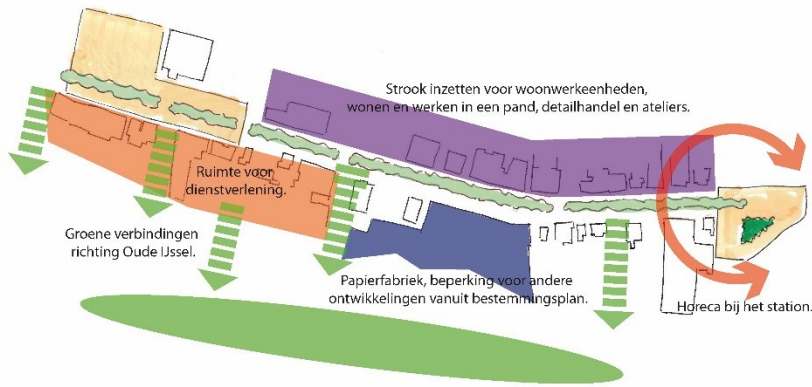 Strook inzetten voor woonwerkeenheden,
wonen en werken in een pand, detailhandel en ateliers.
Ruimte voor
dienstverlening.
Groene verbindingen
richting Oude IJssel.
Papierfabriek, beperking voor andere
ontwikkelingen vanuit bestemmingsplan.
Horeca bij het station.